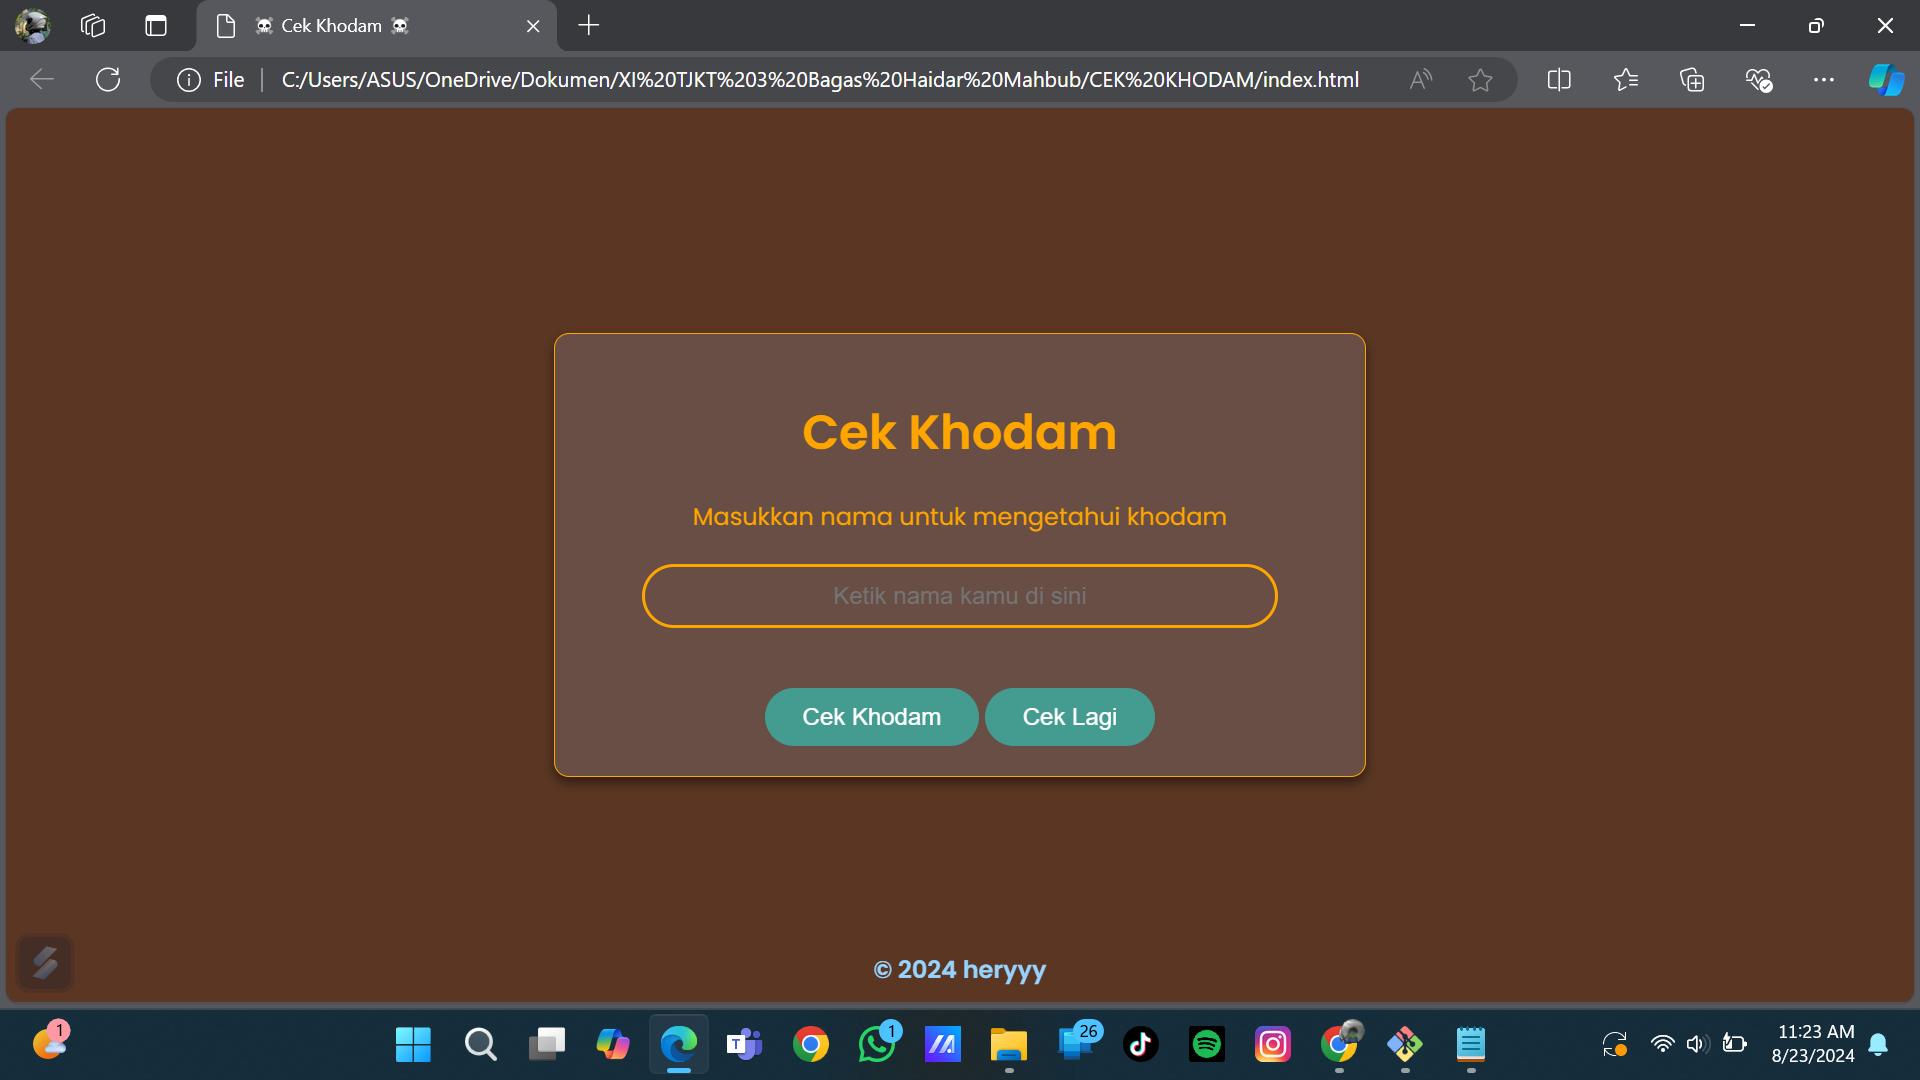 ☠️ Cek Khodam ☠️
File
C:/Users/ASUS/OneDrive/Dokumen/XI%20TJKT%203%20Bagas%20Haidar%20Mahbub/CEK%20KHODAM/index.html
Cek Khodam
Masukkan nama untuk mengetahui khodam
Ketik nama kamu di sini
Cek Khodam
Cek Lagi
© 2024 heryyy
1
T
1
26
11:23 AM
8/23/2024